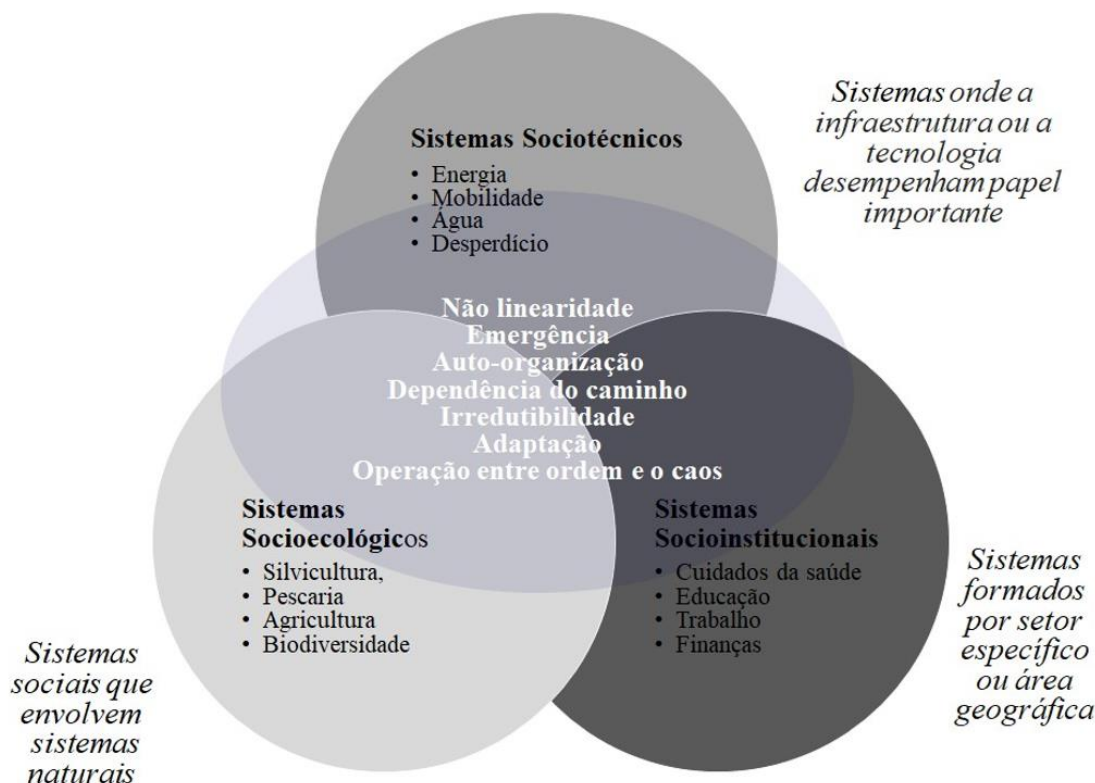 Sistemas Sociotécnicos
• Energia
• Mobilidade
• Água
• Desperdício
Sistemas onde a
infraestrutura ou a
tecnologia
desempenham papel
importante
Não linearidade
Emergência
Auto-organização
Dependência do caminho
Irredutibilidade
Adaptação
Operação entre ordem e o caos
Sistemas
Socioecológicos
• Silvicultura,
• Pescaria
• Agricultura
• Biodiversidade
Sistemas
Socioinstitucionais
• Cuidados da saúde
• Educação
• Trabalho
• Finanças
Sistemas
formados
por setor
específico
ou área
geográfica
Sistemas
sociais que
envolvem
sistemas
naturais